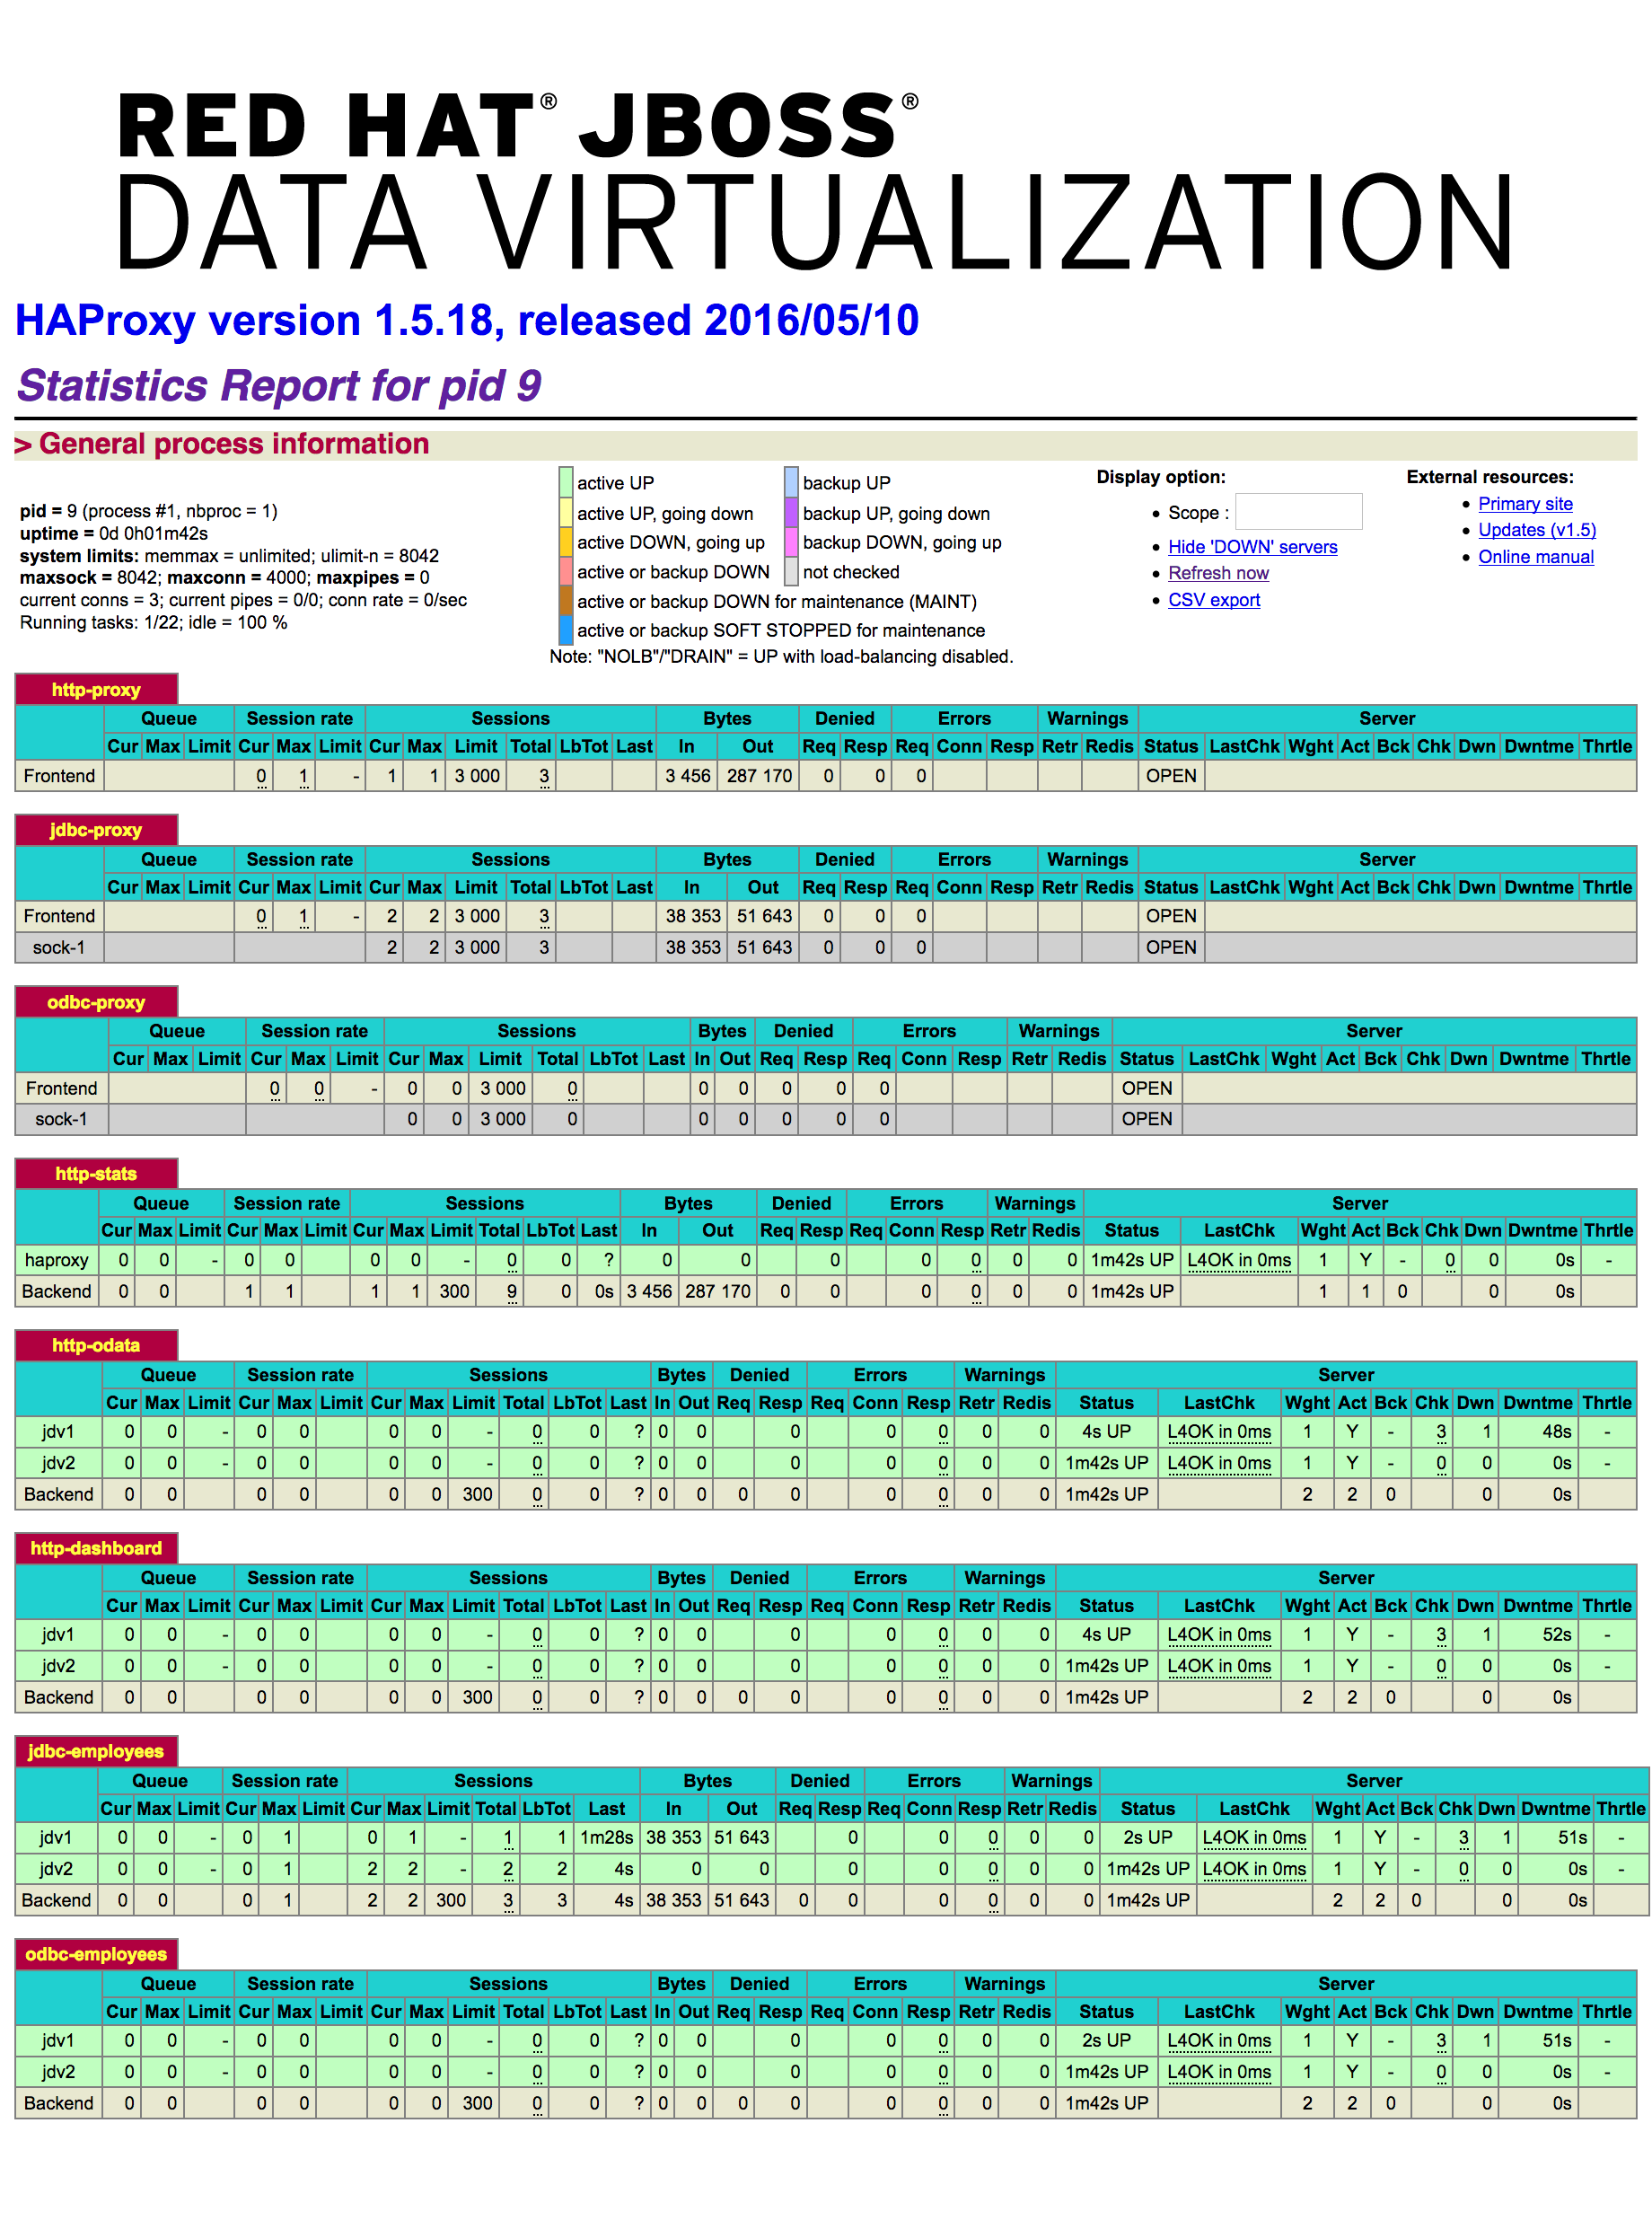 RED HAT® JBOSS®
DATA VIRTUALIZATION
HAProxy version 1.5.18, released 2016/05/10
Statistics Report for pid 9
> General process information
pid = 9 (process #1, nbproc = 1)
uptime = 0d 0h01m42s
system limits: memmax = unlimited; ulimit-n = 8042
maxsock = 8042; maxconn = 4000; maxpipes = 0
current conns = 3; current pipes = 0/0; conn rate = 0/sec
Running tasks: 1/22; idle = 100 %
active UP backup UP
active UP, going down backup UP, going down
active DOWN, going up backup DOWN, going up
active or backup DOWN not checked
active or backup DOWN for maintenance (MAINT)
active or backup SOFT STOPPED for maintenance
Note: "NOLB"/"DRAIN" = UP with load-balancing disabled.
Display option:
• Scope :
• Hide 'DOWN' servers
• Refresh now
• CSV export
External resources:
• Primary site
• Updates (v1.5)
• Online manual
http-proxy
Queue Session rate Sessions Bytes Denied Errors Warnings Server
Cur Max Limit Cur Max Limit Cur Max Limit Total LbTot Last In Out Req Resp Req Conn Resp Retr Redis Status LastChk Wght Act Bck Chk Dwn Dwntme Thrtle
Frontend 0 1 - 1 1 3 000 3 3 456 287 170 0 0 0 OPEN
jdbc-proxy
Queue Session rate Sessions Bytes Denied Errors Warnings Server
Cur Max Limit Cur Max Limit Cur Max Limit Total LbTot Last In Out Req Resp Req Conn Resp Retr Redis Status LastChk Wght Act Bck Chk Dwn Dwntme Thrtle
Frontend 0 1 - 2 2 3 000 3 38 353 51 643 0 0 0 OPEN
sock-1 2 2 3 000 3 38 353 51 643 0 0 0 OPEN
odbc-proxy
Queue Session rate Sessions Bytes Denied Errors Warnings Server
Cur Max Limit Cur Max Limit Cur Max Limit Total LbTot Last In Out Req Resp Req Conn Resp Retr Redis Status LastChk Wght Act Bck Chk Dwn Dwntme Thrtle
Frontend 0 0 - 0 0 3 000 0 0 0 0 0 0 OPEN
sock-1 0 0 3 000 0 0 0 0 0 0 OPEN
http-stats
Queue Session rate Sessions Bytes Denied Errors Warnings Server
Cur Max Limit Cur Max Limit Cur Max Limit Total LbTot Last In Out Req Resp Req Conn Resp Retr Redis Status LastChk Wght Act Bck Chk Dwn Dwntme Thrtle
haproxy 0 0 - 0 0 0 0 - 0 0 ? 0 0 0 0 0 0 0 1m42s UP L4OK in 0ms 1 Y - 0 0 0s -
Backend 0 0 1 1 1 1 300 9 0 0s 3 456 287 170 0 0 0 0 0 0 1m42s UP 1 1 0 0 0s
http-odata
Queue Session rate Sessions Bytes Denied Errors Warnings Server
Cur Max Limit Cur Max Limit Cur Max Limit Total LbTot Last In Out Req Resp Req Conn Resp Retr Redis Status LastChk Wght Act Bck Chk Dwn Dwntme Thrtle
jdv1 0 0 - 0 0 0 0 - 0 0 ? 0 0 0 0 0 0 0 4s UP L4OK in 0ms 1 Y - 3 1 48s -
jdv2 0 0 - 0 0 0 0 - 0 0 ? 0 0 0 0 0 0 0 1m42s UP L4OK in 0ms 1 Y - 0 0 0s -
Backend 0 0 0 0 0 0 300 0 0 ? 0 0 0 0 0 0 0 0 1m42s UP 2 2 0 0 0s
http-dashboard
Queue Session rate Sessions Bytes Denied Errors Warnings Server
Cur Max Limit Cur Max Limit Cur Max Limit Total LbTot Last In Out Req Resp Req Conn Resp Retr Redis Status LastChk Wght Act Bck Chk Dwn Dwntme Thrtle
jdv1 0 0 - 0 0 0 0 - 0 0 ? 0 0 0 0 0 0 0 4s UP L4OK in 0ms 1 Y - 3 1 52s -
jdv2 0 0 - 0 0 0 0 - 0 0 ? 0 0 0 0 0 0 0 1m42s UP L4OK in 0ms 1 Y - 0 0 0s -
Backend 0 0 0 0 0 0 300 0 0 ? 0 0 0 0 0 0 0 0 1m42s UP 2 2 0 0 0s
jdbc-employees
Queue Session rate Sessions Bytes Denied Errors Warnings Server
Cur Max Limit Cur Max Limit Cur Max Limit Total LbTot Last In Out Req Resp Req Conn Resp Retr Redis Status LastChk Wght Act Bck Chk Dwn Dwntme Thrtle
jdv1 0 0 - 0 1 0 1 - 1 1 1m28s 38 353 51 643 0 0 0 0 0 2s UP L4OK in 0ms 1 Y - 3 1 51s -
jdv2 0 0 - 0 1 2 2 - 2 2 4s 0 0 0 0 0 0 0 1m42s UP L4OK in 0ms 1 Y - 0 0 0s -
Backend 0 0 0 1 2 2 300 3 3 4s 38 353 51 643 0 0 0 0 0 0 1m42s UP 2 2 0 0 0s
odbc-employees
Queue Session rate Sessions Bytes Denied Errors Warnings Server
Cur Max Limit Cur Max Limit Cur Max Limit Total LbTot Last In Out Req Resp Req Conn Resp Retr Redis Status LastChk Wght Act Bck Chk Dwn Dwntme Thrtle
jdv1 0 0 - 0 0 0 0 - 0 0 ? 0 0 0 0 0 0 0 2s UP L4OK in 0ms 1 Y - 3 1 51s -
jdv2 0 0 - 0 0 0 0 - 0 0 ? 0 0 0 0 0 0 0 1m42s UP L4OK in 0ms 1 Y - 0 0 0s -
Backend 0 0 0 0 0 0 300 0 0 ? 0 0 0 0 0 0 0 0 1m42s UP 2 2 0 0 0s